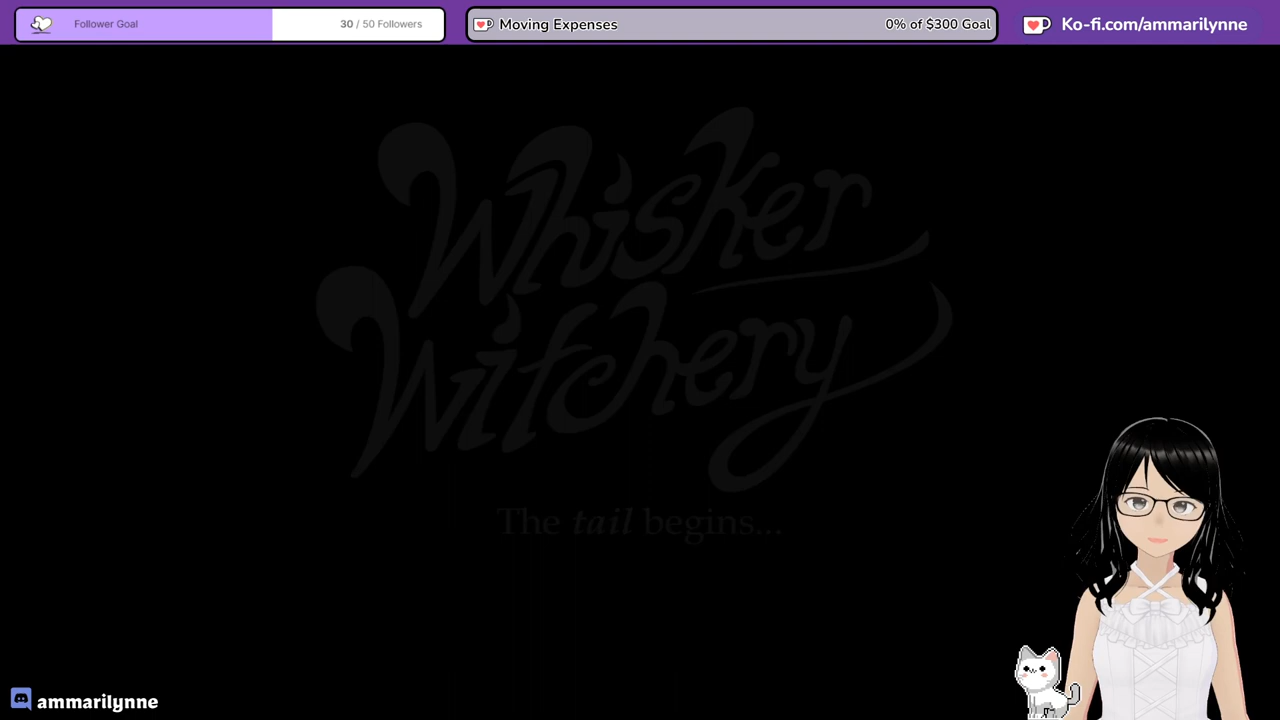 Follower Goal
30 / 50 Followers
Moving Expenses
0% of $300 Goal
Ko-fi.com/ammarilynne
Whisker
Witchery
The tail begins...
ammarilynne